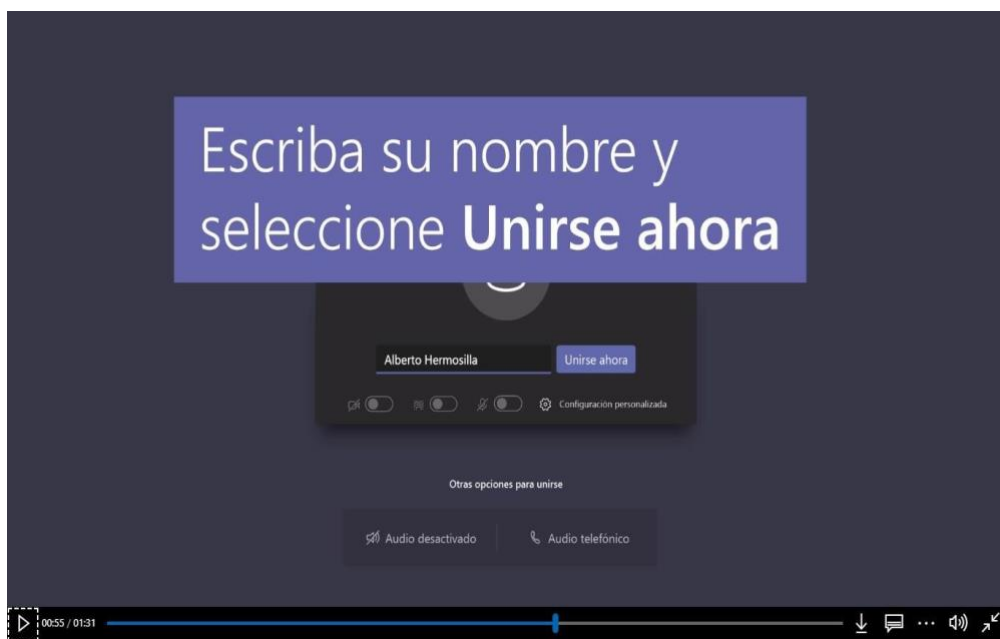 Escriba su nombre y
seleccione Unirse ahora
Alberto Hermosilla
Unirse ahora
Configuración personalizada
Otras opciones para unirse
Audio desactivado
Audio telefónico
00:55 / 01:31